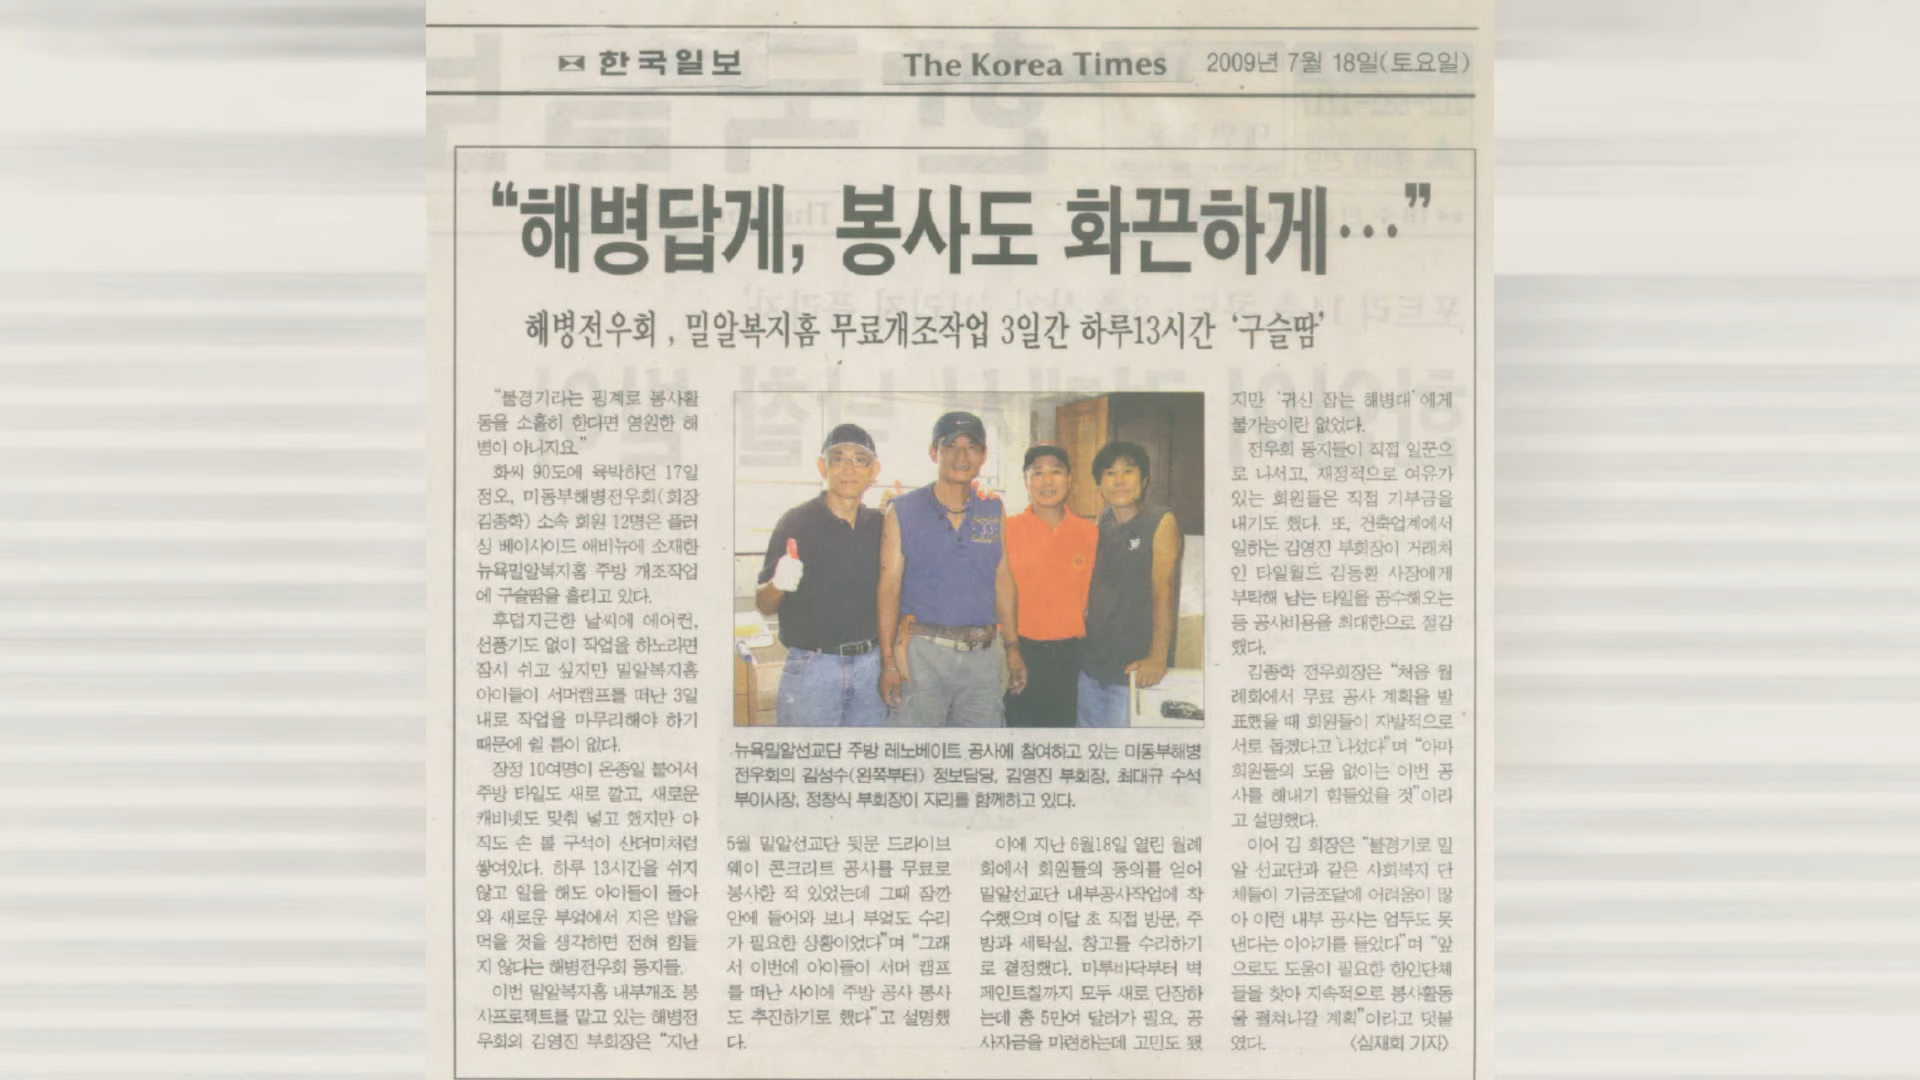 한국일보
The Korea Times
2009년 7월 18일(토요일)
“해병답게, 봉사도 화끈하게…”
해병전우회, 밀알복지홈 무료개조작업 3일간 하루13시간 ‘구슬땀’
“불경기라는 핑계로 봉사활
동을 소홀히 한다면 영원한 해
병이 아니지요.”
화씨 90도에 육박하던 17일
정오, 미동부해병전우회(회장
김종학) 소속 회원 12명은 플러
싱 베이사이드 애비뉴에 소재한
뉴욕밀알복지홈 주방 개조작업
에 구슬땀을 흘리고 있다.
후덥지근한 날씨에 에어컨,
선풍기도 없이 작업을 하노라면
잠시 쉬고 싶지만 밀알복지홈
아이들이 서머캠프를 떠난 3일
내로 작업을 마무리해야 하기
때문에 쉴 틈이 없다.
장정 10여명이 온종일 붙어서
주방 타일도 새로 깔고, 새로운
캐비넷도 맞춰 넣고 했지만 아
직도 손 볼 구석이 산더미처럼
쌓여있다. 하루 13시간을 쉬지
않고 일을 해도 아이들이 돌아
와 새로운 부엌에서 지은 밥을
먹을 것을 생각하면 전혀 힘들
지 않다는 해병전우회 동지들.
이번 밀알복지홈 내부개조 봉
사프로젝트를 맡고 있는 해병전
우회의 김영진 부회장은 “지난
뉴욕밀알선교단 주방 레노베이트 공사에 참여하고 있는 미동부해병
전우회의 김성수(왼쪽부터) 정보담당, 김영진 부회장, 최대규 수석
부이사장, 정창식 부회장이 자리를 함께하고 있다.
5월 밀알선교단 뒷문 드라이브
웨이 콘크리트 공사를 무료로
봉사한 적 있었는데 그때 잠깐
안에 들어와 보니 부엌도 수리
가 필요한 상황이었다”며 “그래
서 이번에 아이들이 서머 캠프
를 떠난 사이에 주방 공사 봉사
도 추진하기로 했다”고 설명했
다.
이에 지난 6월18일 열린 월례
회에서 회원들의 동의를 얻어
밀알선교단 내부공사작업에 착
수했으며 이달 초 직접 방문, 주
방과 세탁실, 창고를 수리하기
로 결정했다. 마루바닥부터 벽
페인트칠까지 모두 새로 단장하
는데 총 5만여 달러가 필요, 공
사자금을 마련하는데 고민도 됐
지만 ‘귀신 잡는 해병대’에게
불가능이란 없었다.
전우회 동지들이 직접 일꾼으
로 나서고, 재정적으로 여유가
있는 회원들은 직접 기부금을
내기도 했다. 또, 건축업계에서
일하는 김영진 부회장이 거래처
인 타일월드 김동환 사장에게
부탁해 남는 타일을 공수해오는
등 공사비용을 최대한으로 절감
했다.
김종학 전우회장은 “처음 월
례회에서 무료 공사 계획을 발
표했을 때 회원들이 자발적으로
서로 돕겠다고 나섰다”며 “아마
회원들의 도움 없이는 이번 공
사를 해내기 힘들었을 것”이라
고 설명했다.
이어 김 회장은 “불경기로 밀
알 선교단과 같은 사회복지 단
체들이 기금조달에 어려움이 많
아 이런 내부 공사는 엄두도 못
낸다는 이야기를 들었다”며 “앞
으로도 도움이 필요한 한인단체
들을 찾아 지속적으로 봉사활동
을 펼쳐나갈 계획”이라고 덧붙
였다. 〈심재희 기자〉